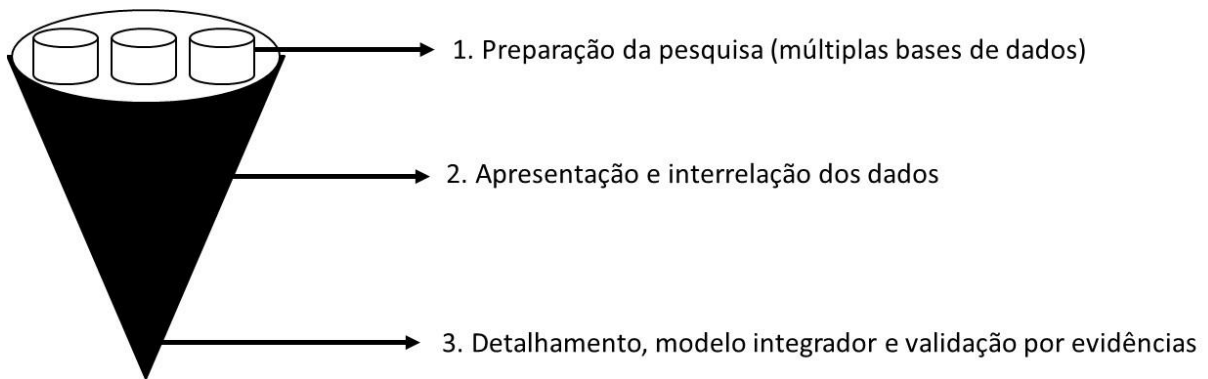 1. Preparação da pesquisa (múltiplas bases de dados)
2. Apresentação e interrelação dos dados
3. Detalhamento, modelo integrador e validação por evidências